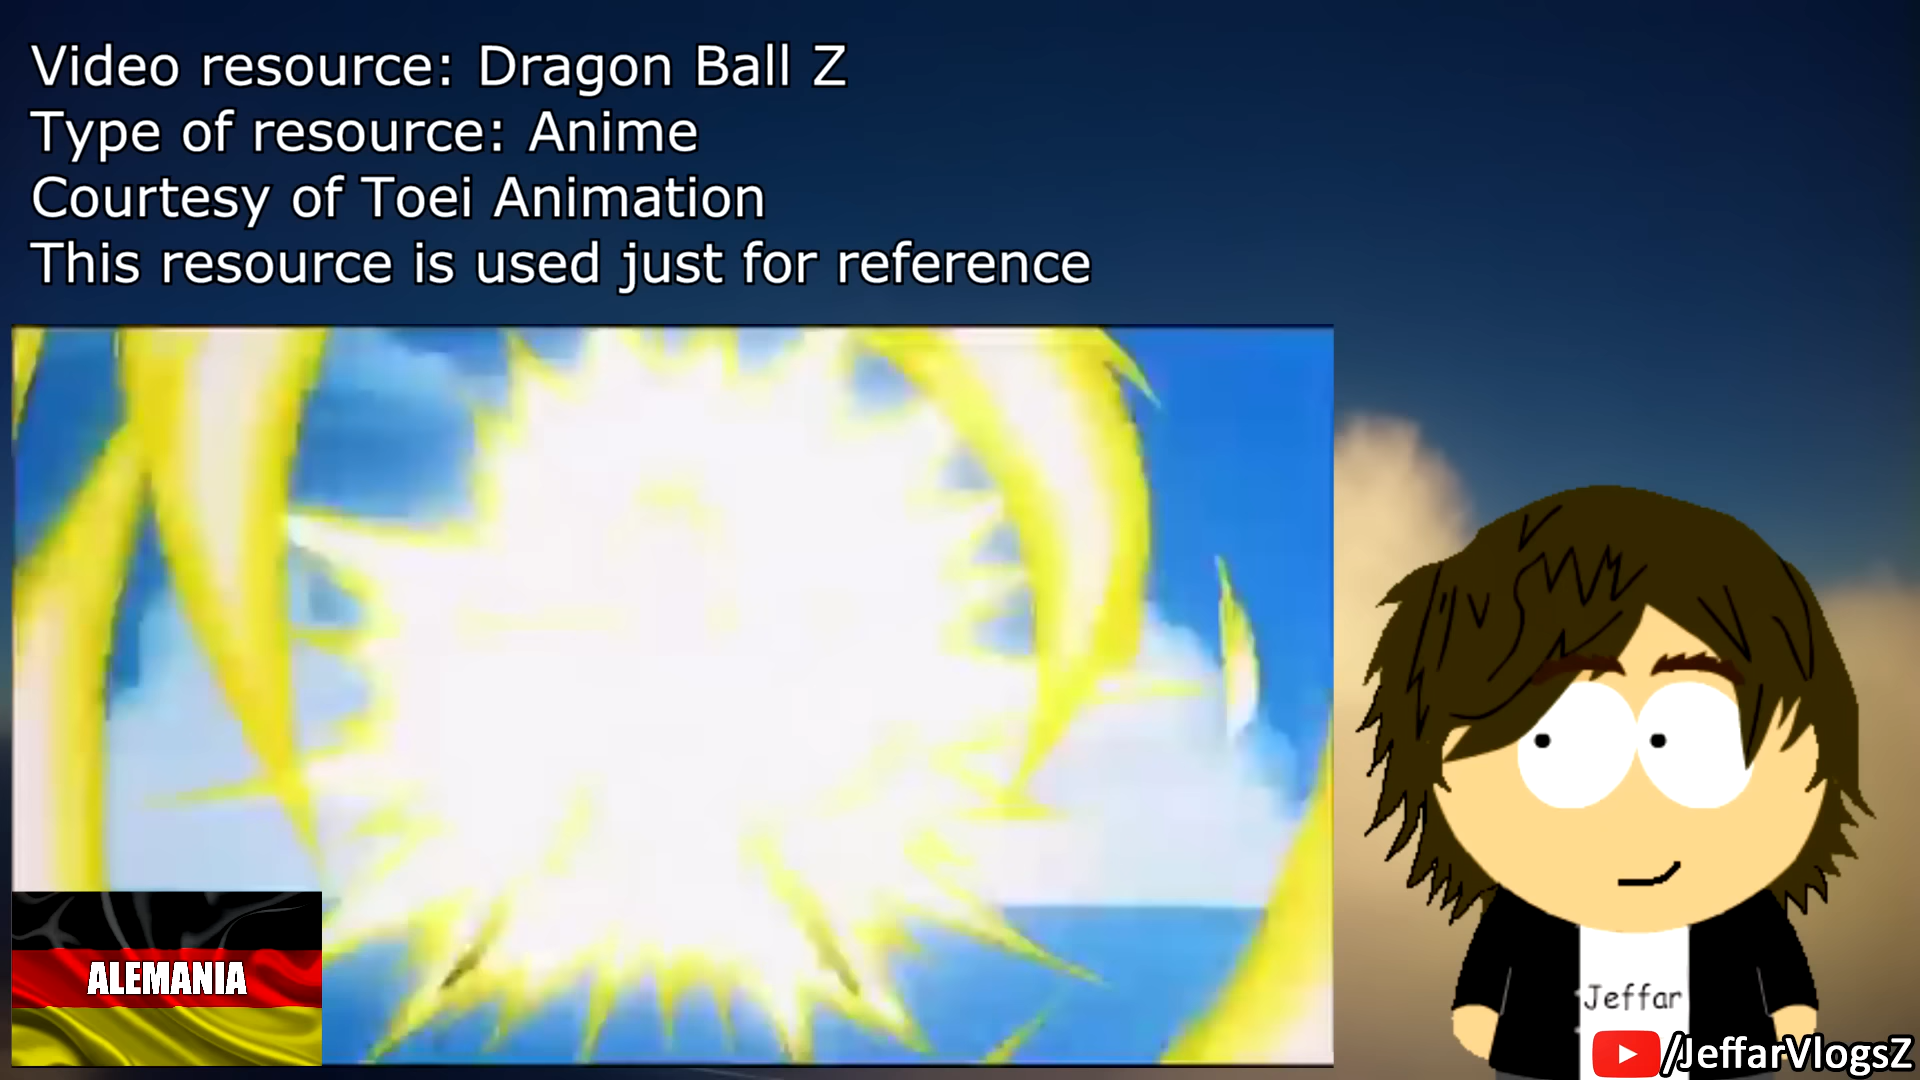 Video resource: Dragon Ball Z
Type of resource: Anime
Courtesy of Toei Animation
This resource is used just for reference
ALEMANIA
Jeffar
/JeffarVlogsZ